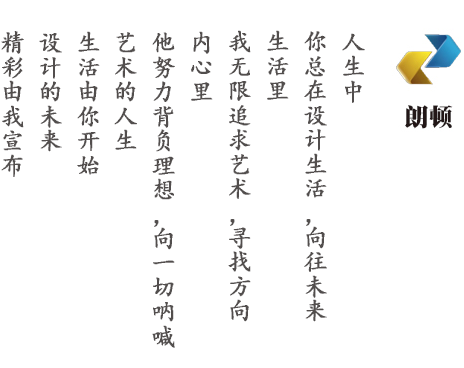 朗顿
人生中
你总在设计生活,向往未来
生活里
我无限追求艺术,寻找方向
内心里
他努力背负理想,向一切呐喊
艺术的人生
生活由你开始
设计的未来
精彩由我宣布